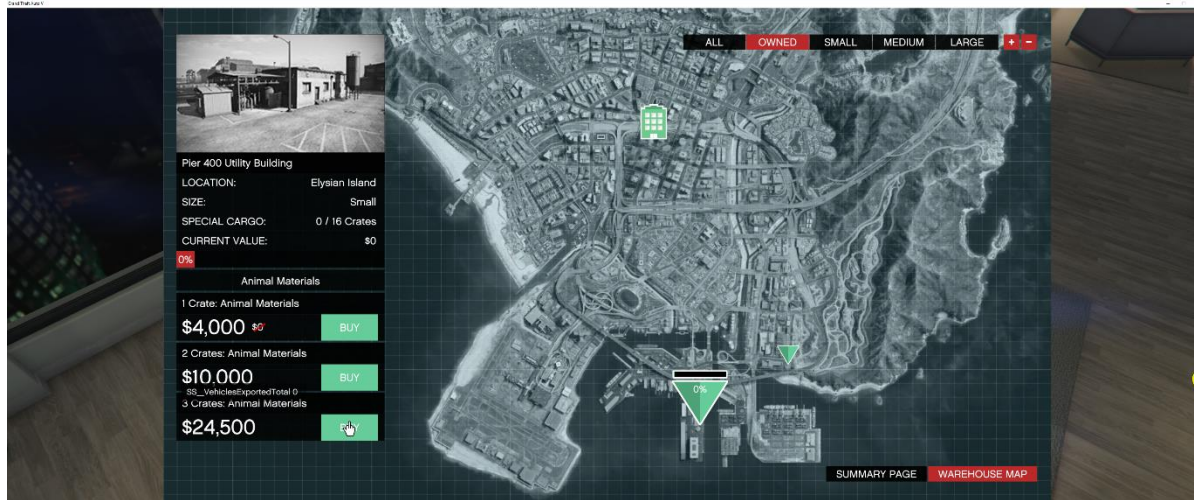 Grand Theft Auto V
ALL OWNED SMALL MEDIUM LARGE + -
Pier 400 Utility Building
LOCATION: Elysian Island
SIZE: Small
SPECIAL CARGO: 0 / 16 Crates
CURRENT VALUE: $0
0%
Animal Materials
1 Crate: Animal Materials
$4,000 $0 BUY
2 Crates: Animal Materials
$10,000 BUY
SS_VehiclesExportedTotal 0
3 Crates: Animal Materials
$24,500
0%
SUMMARY PAGE WAREHOUSE MAP